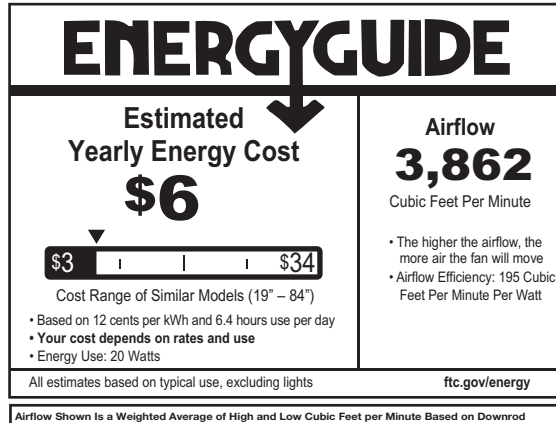 ENERGYGUIDE
Estimated
Yearly Energy Cost
$6
$3
$34
Cost Range of Similar Models (19” – 84”)
• Based on 12 cents per kWh and 6.4 hours use per day
• Your cost depends on rates and use
• Energy Use: 20 Watts
Airflow
3,862
Cubic Feet Per Minute
• The higher the airflow, the
more air the fan will move
• Airflow Efficiency: 195 Cubic
Feet Per Minute Per Watt
All estimates based on typical use, excluding lights
ftc.gov/energy
Airflow Shown Is a Weighted Average of High and Low Cubic Feet per Minute Based on Downrod